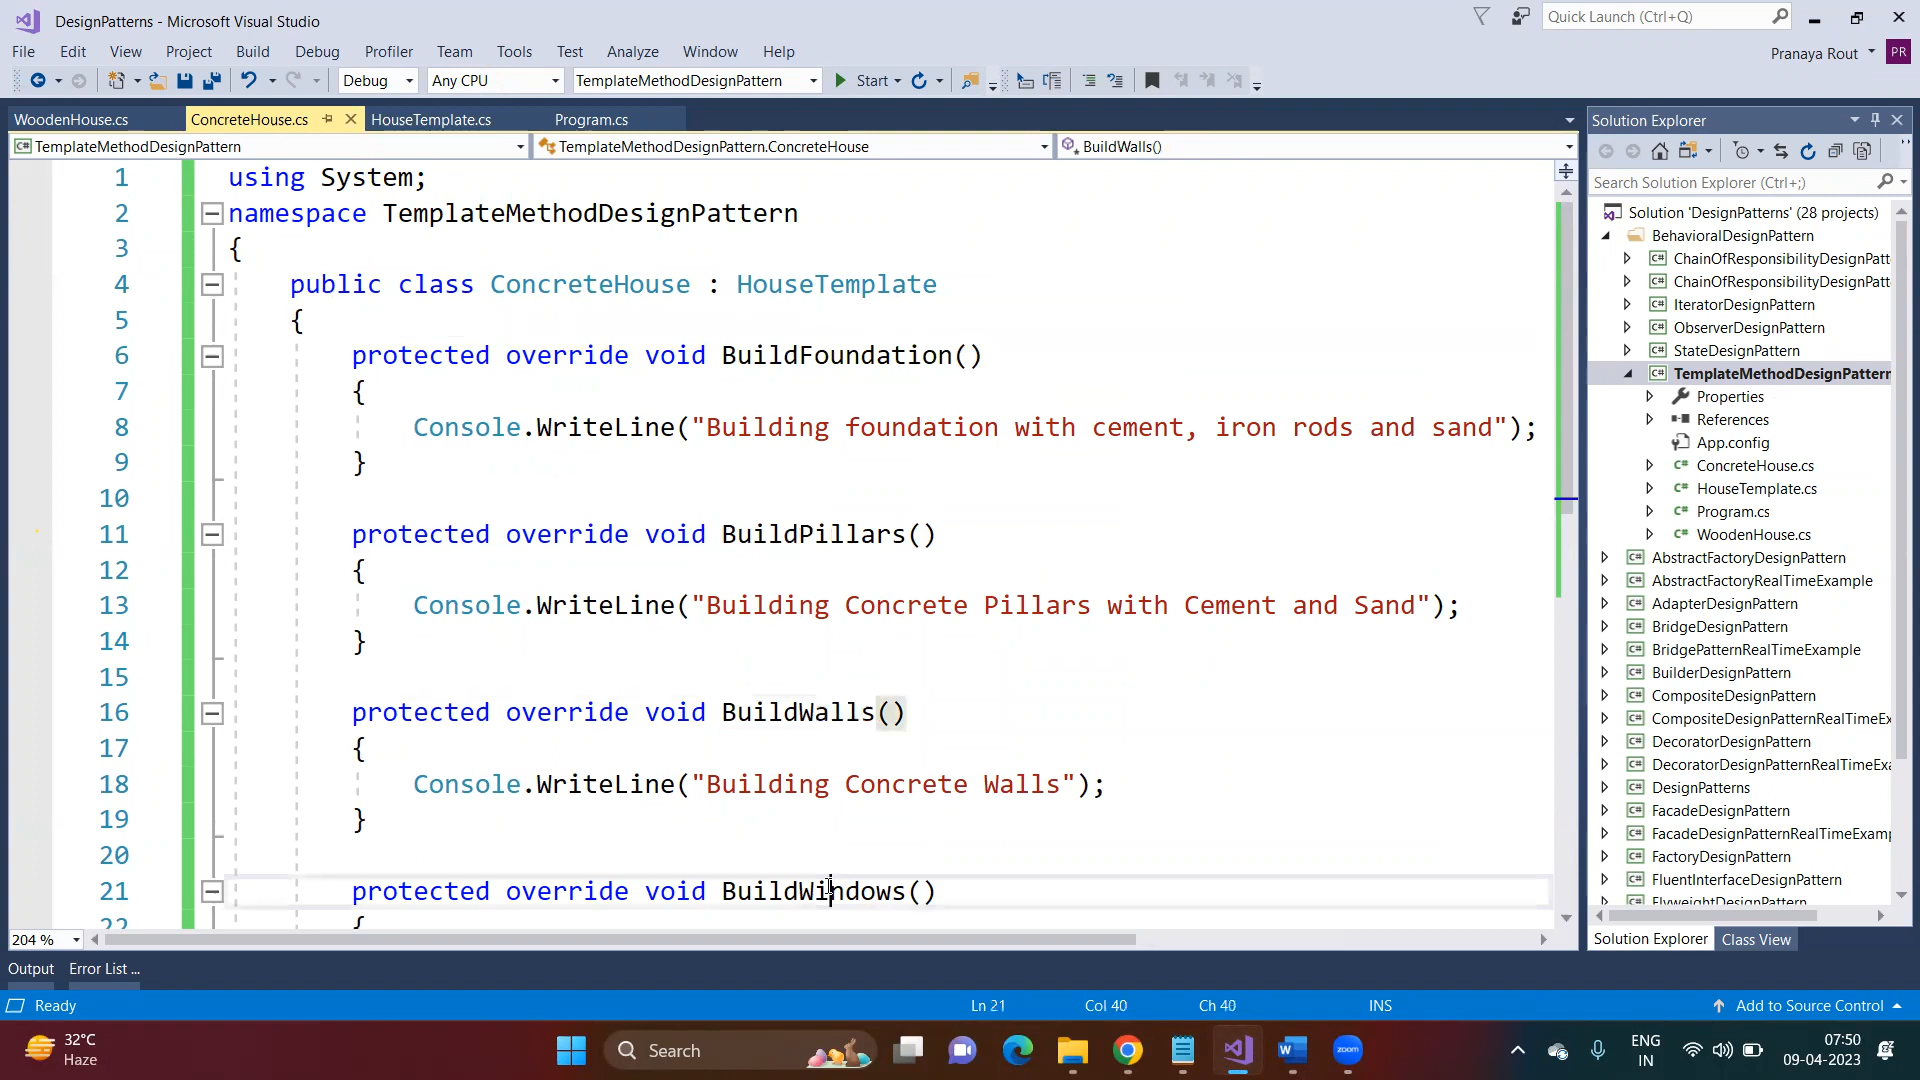 DesignPatterns - Microsoft Visual Studio
Quick Launch (Ctrl+Q)
File Edit View Project Build Debug Profiler Team Tools Test Analyze Window Help
Pranaya Rout PR
Debug Any CPU TemplateMethodDesignPattern Start
WoodenHouse.cs ConcreteHouse.cs HouseTemplate.cs Program.cs
TemplateMethodDesignPattern TemplateMethodDesignPattern.ConcreteHouse BuildWalls()
1 using System;
2 namespace TemplateMethodDesignPattern
3 {
4 public class ConcreteHouse : HouseTemplate
5 {
6 protected override void BuildFoundation()
7 {
8 Console.WriteLine("Building foundation with cement, iron rods and sand");
9 }
10
11 protected override void BuildPillars()
12 {
13 Console.WriteLine("Building Concrete Pillars with Cement and Sand");
14 }
15
16 protected override void BuildWalls()
17 {
18 Console.WriteLine("Building Concrete Walls");
19 }
20
21 protected override void BuildWindows()
22 {
204 %
Solution Explorer
Search Solution Explorer (Ctrl+;)
Solution 'DesignPatterns' (28 projects)
BehavioralDesignPattern
C# ChainOfResponsibilityDesignPatt
C# ChainOfResponsibilityDesignPatt
C# IteratorDesignPattern
C# ObserverDesignPattern
C# StateDesignPattern
C# TemplateMethodDesignPattern
Properties
References
App.config
C# ConcreteHouse.cs
C# HouseTemplate.cs
C# Program.cs
C# WoodenHouse.cs
C# AbstractFactoryDesignPattern
C# AbstractFactoryRealTimeExample
C# AdapterDesignPattern
C# BridgeDesignPattern
C# BridgePatternRealTimeExample
C# BuilderDesignPattern
C# CompositeDesignPattern
C# CompositeDesignPatternRealTimeEx
C# DecoratorDesignPattern
C# DecoratorDesignPatternRealTimeExa
C# DesignPatterns
C# FacadeDesignPattern
C# FacadeDesignPatternRealTimeExamp
C# FactoryDesignPattern
C# FluentInterfaceDesignPattern
C# FlyweightDesignPattern
Solution Explorer Class View
Output Error List ...
Ready Ln 21 Col 40 Ch 40 INS Add to Source Control
32°C
Haze
Search
zoom
ENG
IN
07:50
09-04-2023